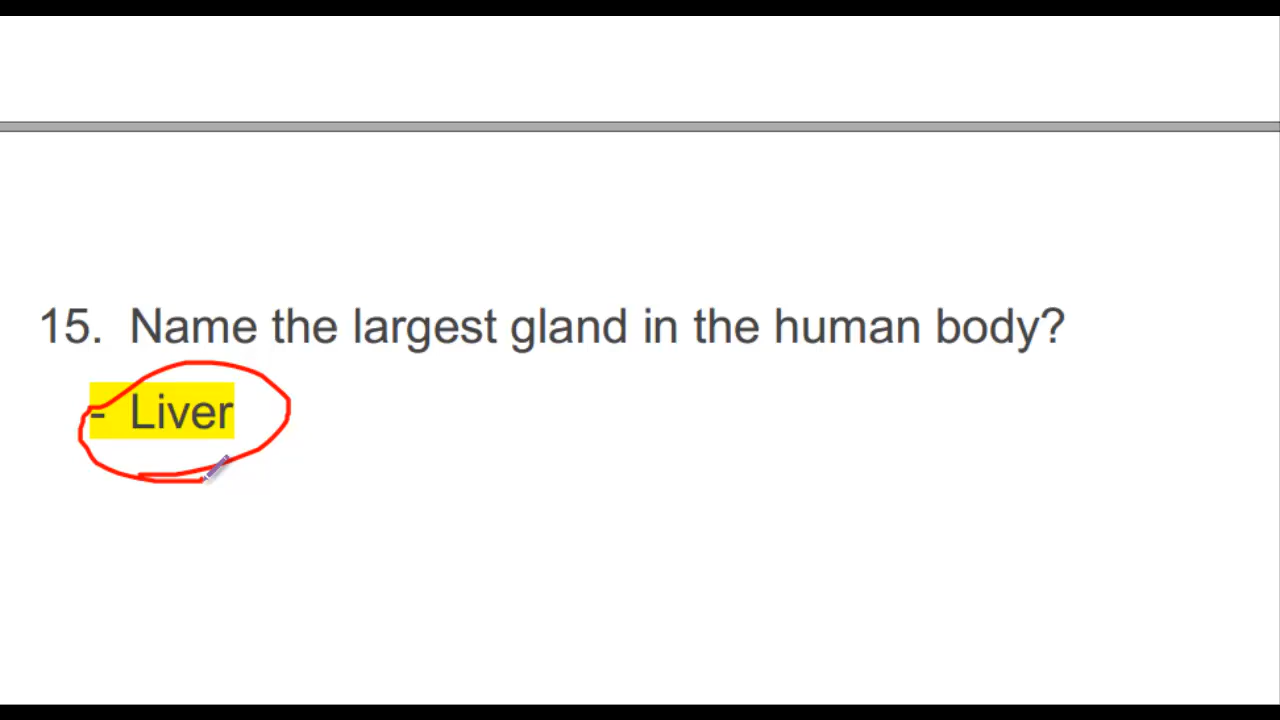 15. Name the largest gland in the human body?
- Liver